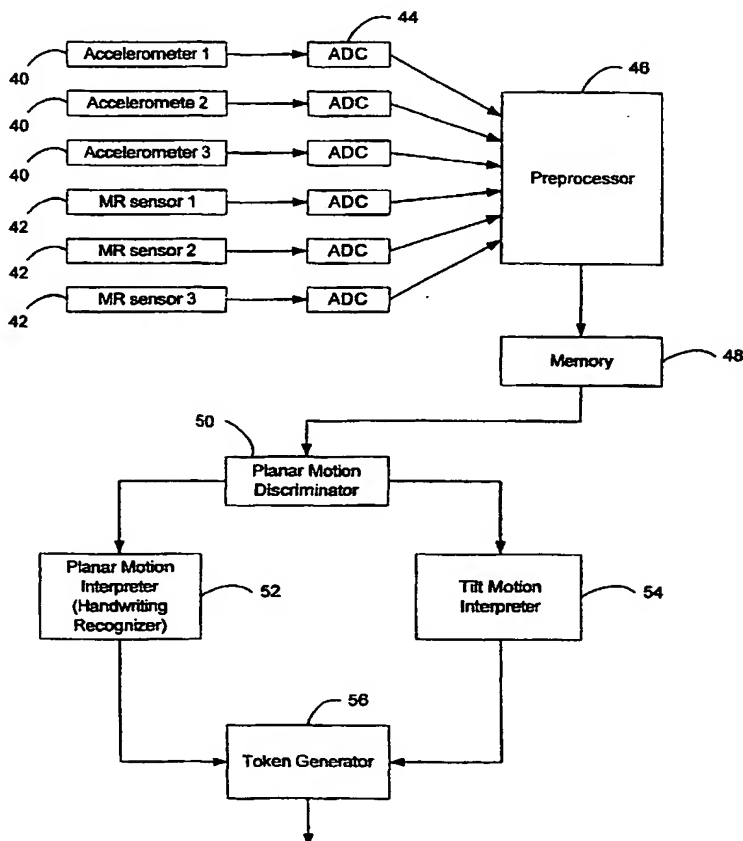 44
Accelerometer 1
ADC
40
46
Acceleromete 2
ADC
40
Accelerometer 3
ADC
Preprocessor
40
42
MR sensor 1
ADC
MR sensor 2
ADC
42
MR sensor 3
ADC
42
Memory
48
50
Planar Motion
Discriminator
Planar Motion
Interpreter
(Handwriting
Recognizer)
52
Tilt Motion
Interpreter
54
56
Token Generator